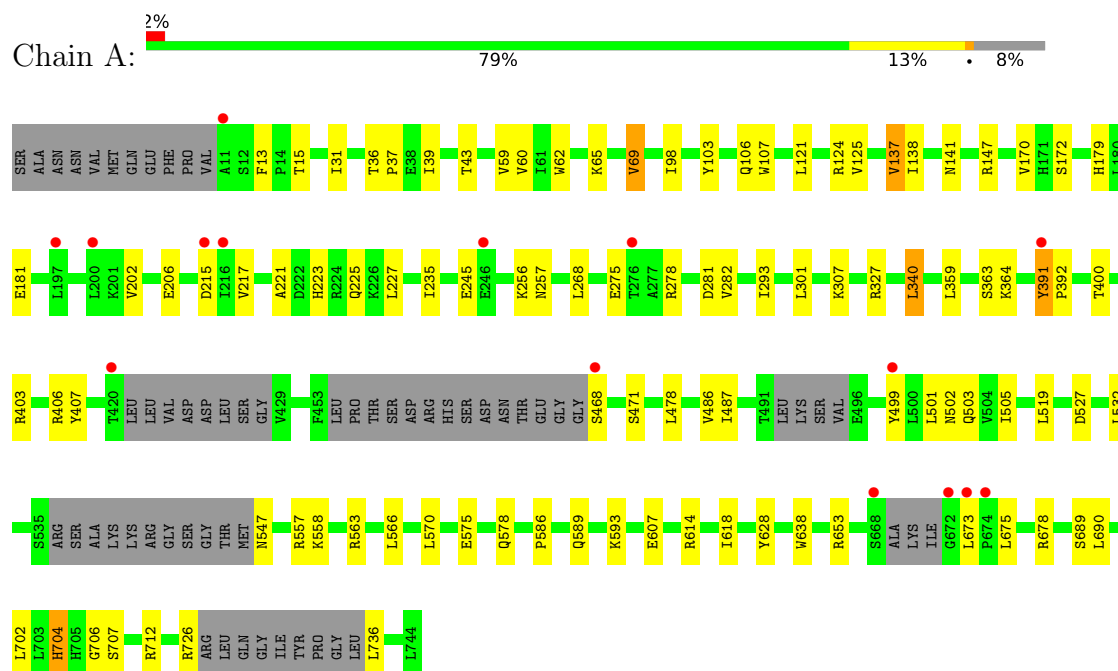 2%
Chain A:
79% 13% • 8%
SER ALA ASN ASN VAL MET GLN GLU PHE PRO VAL A11 S12 F13 P14 T15 I31 T36 P37 E38 I39 T43 V59 V60 I61 W62 K65 V69 I98 Y103 Q106 W107 L121 R124 V125 V137 I138 N141 R147 V170 H171 S172 H179 L180
E181 L197 L200 K201 V202 E206 D215 I216 V217 A221 D222 H223 R224 Q225 K226 L227 I235 E245 E246 K256 N257 L268 E275 T276 A277 R278 D281 V282 I293 L301 K307 R327 L340 L359 S363 K364 Y391 P392 T400
R403 R406 Y407 T420 LEU LEU VAL ASP ASP LEU SER GLY V429 F453 LEU PRO THR SER ASP ARG HIS SER ASP ASN THR GLU GLY GLY S468 S471 L478 V486 I487 T491 LEU LYS SER VAL E496 Y499 L500 L501 N502 Q503 V504 I505 L519 D527 L532
S535 ARG SER ALA LYS LYS ARG GLY SER GLY THR MET N547 R557 K558 R563 L566 L570 E575 Q578 P586 Q589 K593 E607 R614 I618 Y628 W638 R653 S668 ALA LYS ILE G672 L673 P674 L675 R678 S689 L690
L702 L703 H704 H705 G706 S707 R712 R726 ARG LEU GLN GLY ILE TYR PRO GLY LEU L736 L744